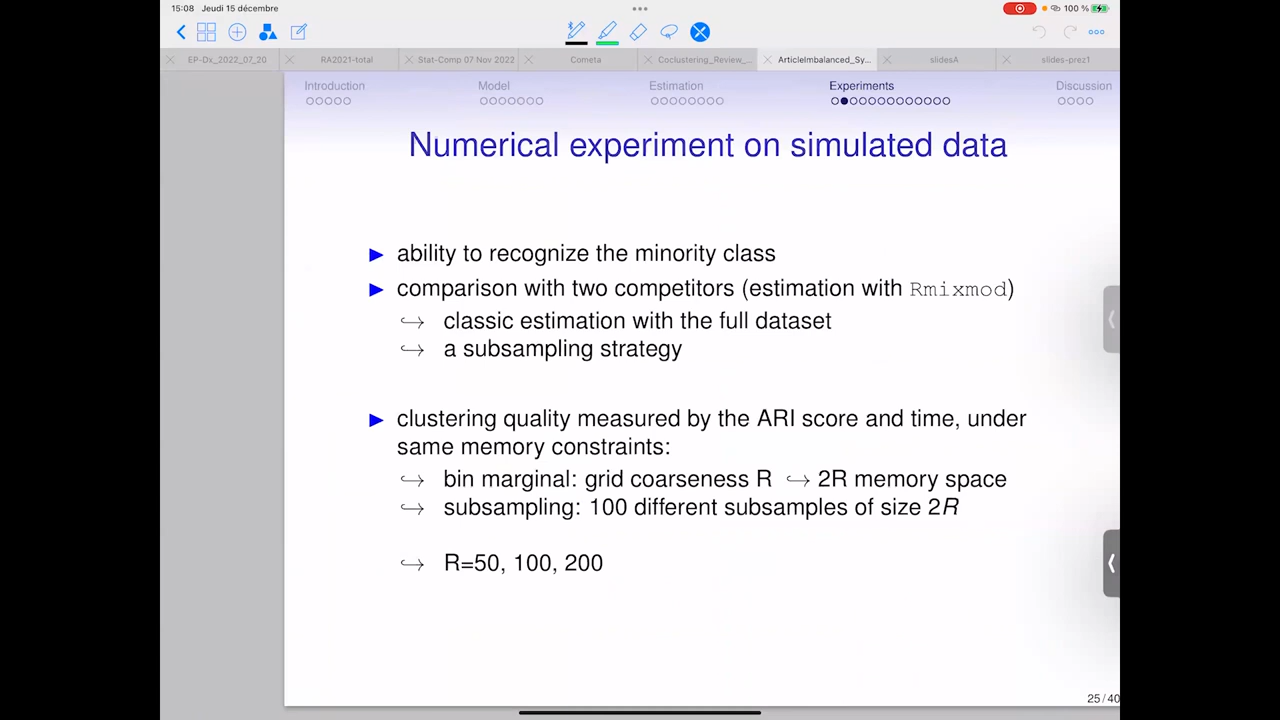 15:08 Jeudi 15 décembre
100 %
EP-Ds_2022_07_20
RA2021-total
Stat-Comp 07 Nov 2022
Cometa
Coclustering_Review_...
ArticleImbalanced_Sy...
slidesA
slides-prez1
Introduction
Model
Estimation
Experiments
Discussion
Numerical experiment on simulated data
▶ ability to recognize the minority class
▶ comparison with two competitors (estimation with Rmixmod)
↪ classic estimation with the full dataset
↪ a subsampling strategy
▶ clustering quality measured by the ARI score and time, under
same memory constraints:
↪ bin marginal: grid coarseness R ↪ 2R memory space
↪ subsampling: 100 different subsamples of size 2R
↪ R=50, 100, 200
25 / 40